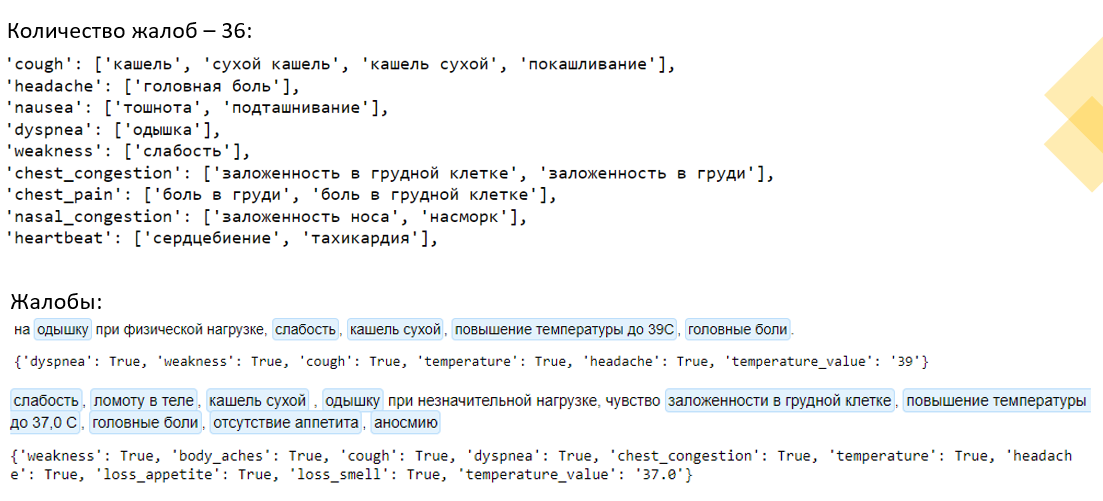 Количество жалоб – 36:
'cough': ['кашель', 'сухой кашель', 'кашель сухой', 'покашливание'],
'headache': ['головная боль'],
'nausea': ['тошнота', 'подташнивание'],
'dyspnea': ['одышка'],
'weakness': ['слабость'],
'chest_congestion': ['заложенность в грудной клетке', 'заложенность в груди'],
'chest_pain': ['боль в груди', 'боль в грудной клетке'],
'nasal_congestion': ['заложенность носа', 'насморк'],
'heartbeat': ['сердцебиение', 'тахикардия'],
Жалобы:
на одышку при физической нагрузке, слабость, кашель сухой, повышение температуры до 39С, головные боли.
{'dyspnea': True, 'weakness': True, 'cough': True, 'temperature': True, 'headache': True, 'temperature_value': '39'}
слабость, ломоту в теле, кашель сухой , одышку при незначительной нагрузке, чувство заложенности в грудной клетке, повышение температуры
до 37,0 С, головные боли, отсутствие аппетита, аносмию
{'weakness': True, 'body_aches': True, 'cough': True, 'dyspnea': True, 'chest_congestion': True, 'temperature': True, 'headach
e': True, 'loss_appetite': True, 'loss_smell': True, 'temperature_value': '37.0'}